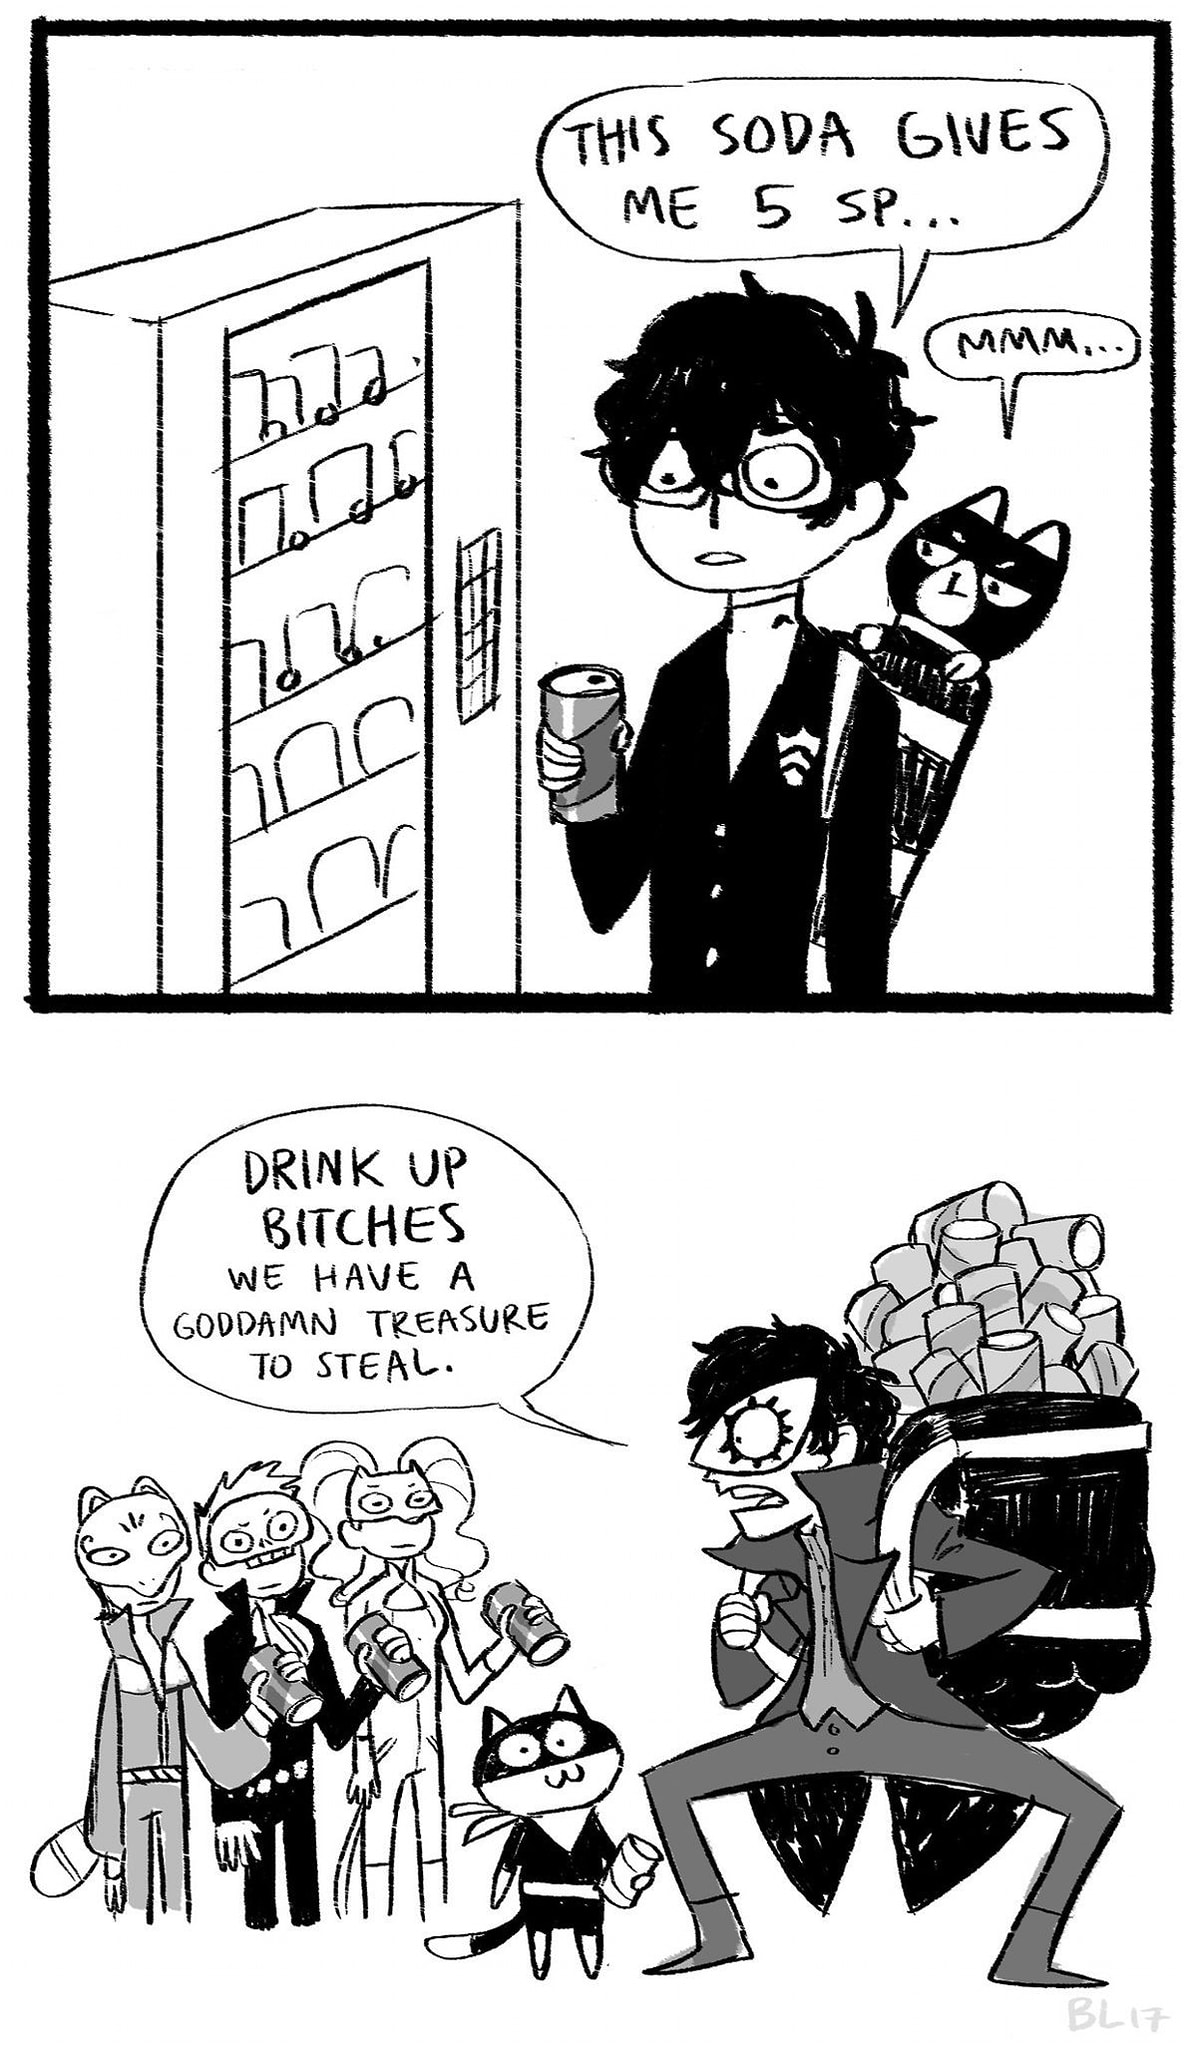 THIS SODA GIVES
ME 5 SP...
MMM...
DRINK UP
BITCHES
WE HAVE A
GODDAMN TREASURE
TO STEAL.
BL17